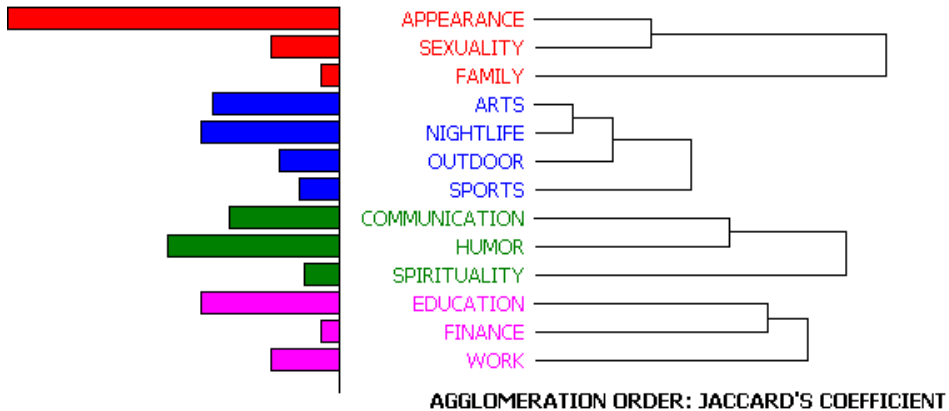 APPEARANCE
SEXUALITY
FAMILY
ARTS
NIGHTLIFE
OUTDOOR
SPORTS
COMMUNICATION
HUMOR
SPIRITUALITY
EDUCATION
FINANCE
WORK
AGGLOMERATION ORDER: JACCARD'S COEFFICIENT